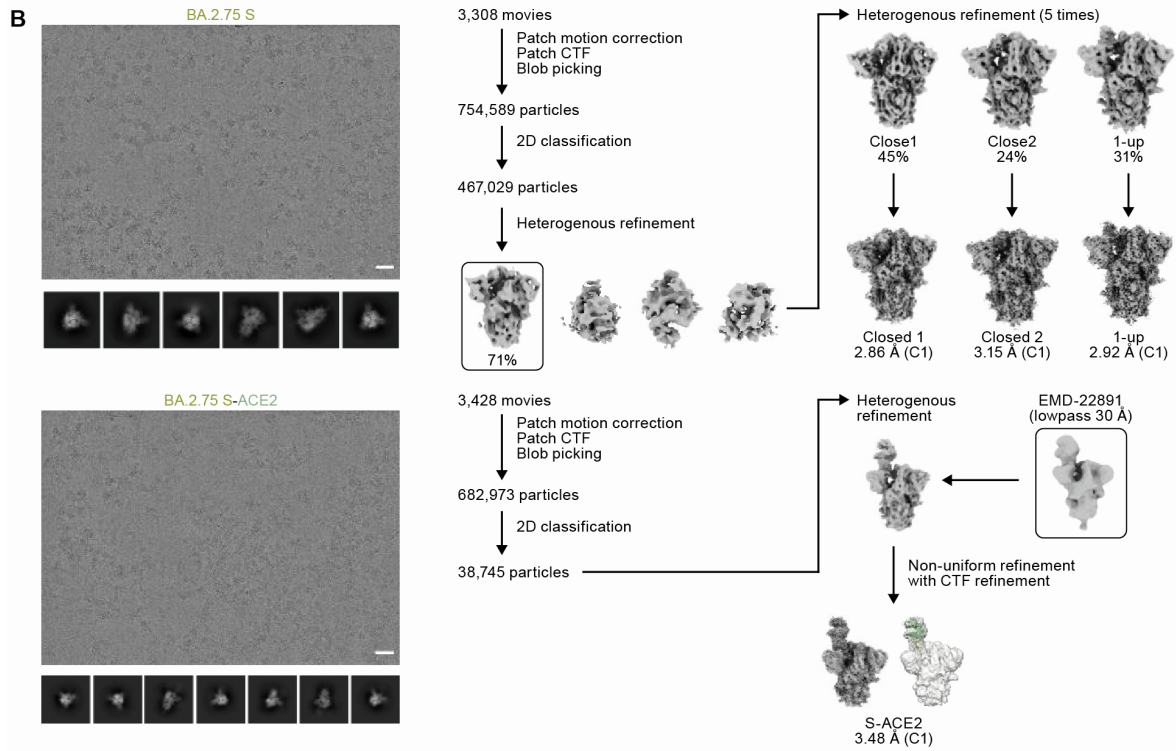 B
BA.2.75 S
3,308 movies
Patch motion correction
Patch CTF
Blob picking
754,589 particles
2D classification
467,029 particles
Heterogenous refinement
71%
Heterogenous refinement (5 times)
Close1
45%
Close2
24%
1-up
31%
Closed 1
2.86 Å (C1)
Closed 2
3.15 Å (C1)
1-up
2.92 Å (C1)
BA.2.75 S-ACE2
3,428 movies
Patch motion correction
Patch CTF
Blob picking
682,973 particles
2D classification
38,745 particles
Heterogenous
refinement
EMD-22891
(lowpass 30 Å)
Non-uniform refinement
with CTF refinement
S-ACE2
3.48 Å (C1)